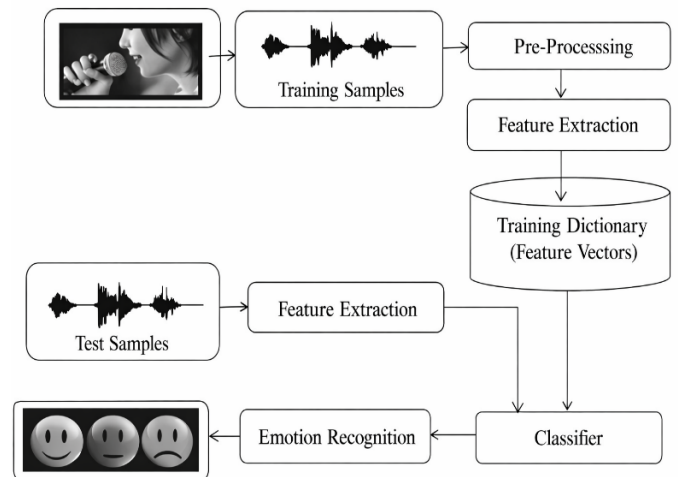 Pre-Processsing
Training Samples
Feature Extraction
Training Dictionary
(Feature Vectors)
Feature Extraction
Test Samples
Emotion Recognition
Classifier